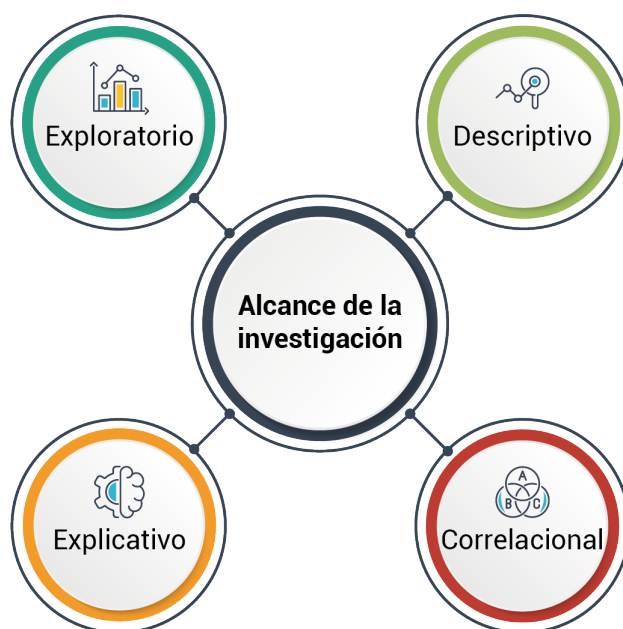 Exploratorio
Descriptivo
Alcance de la
investigación
Explicativo
A
B C
Correlacional